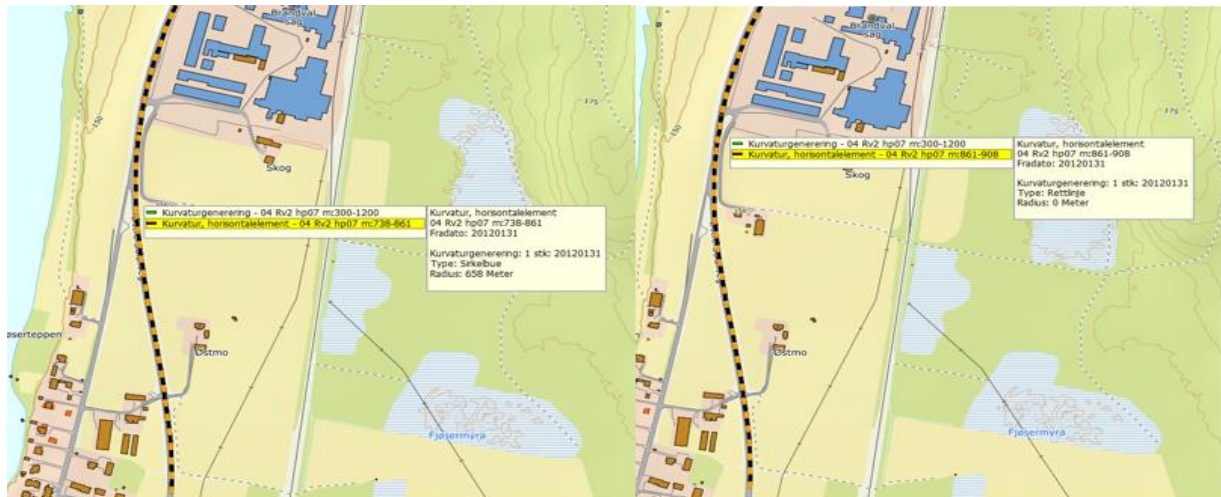 Brandval
sag
150
175
Skog
Kurvaturgenerering - 04 Rv2 hp07 m:300-1200
Kurvatur, horisontalelement - 04 Rv2 hp07 m:738-861
Kurvatur, horisontalelement
04 Rv2 hp07 m:738-861
Fradato: 20120131
Kurvaturgenerering: 1 stk: 20120131
Type: Sirkelbue
Radius: 658 Meter
øserteppen
Østmo
Fjøsermyra
Brandval
sag
150
175
Kurvaturgenerering - 04 Rv2 hp07 m:300-1200
Kurvatur, horisontalelement - 04 Rv2 hp07 m:861-908
Kurvatur, horisontalelement
04 Rv2 hp07 m:861-908
Fradato: 20120131
Kurvaturgenerering: 1 stk: 20120131
Type: Rettlinje
Radius: 0 Meter
Skog
Østmo
Fjøsermyra